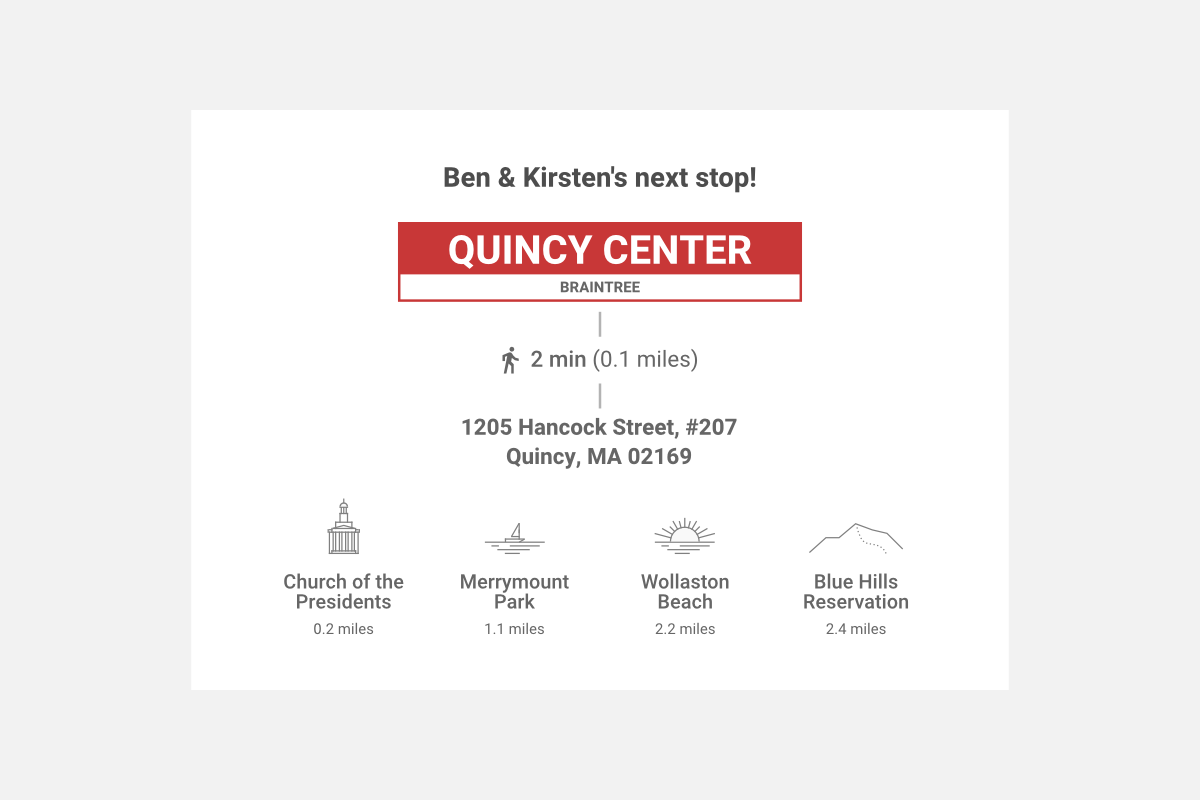 Ben & Kirsten's next stop!
QUINCY CENTER
BRAINTREE
2 min (0.1 miles)
1205 Hancock Street, #207
Quincy, MA 02169
Church of the
Presidents
0.2 miles
Merrymount
Park
1.1 miles
Wollaston
Beach
2.2 miles
Blue Hills
Reservation
2.4 miles